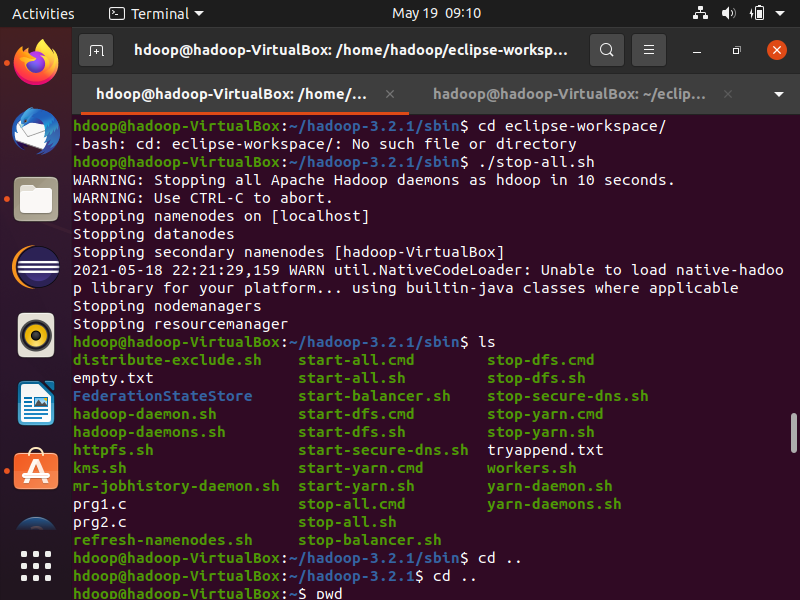 Activities Terminal May 19 09:10
hdoop@hadoop-VirtualBox: /home/hadoop/eclipse-worksp...
hdoop@hadoop-VirtualBox: /home/... hadoop@hadoop-VirtualBox: ~/eclip...
hdoop@hadoop-VirtualBox:~/hadoop-3.2.1/sbin$ cd eclipse-workspace/
-bash: cd: eclipse-workspace/: No such file or directory
hdoop@hadoop-VirtualBox:~/hadoop-3.2.1/sbin$ ./stop-all.sh
WARNING: Stopping all Apache Hadoop daemons as hdoop in 10 seconds.
WARNING: Use CTRL-C to abort.
Stopping namenodes on [localhost]
Stopping datanodes
Stopping secondary namenodes [hadoop-VirtualBox]
2021-05-18 22:21:29,159 WARN util.NativeCodeLoader: Unable to load native-hadoo
p library for your platform... using builtin-java classes where applicable
Stopping nodemanagers
Stopping resourcemanager
hdoop@hadoop-VirtualBox:~/hadoop-3.2.1/sbin$ ls
distribute-exclude.sh start-all.cmd stop-dfs.cmd
empty.txt start-all.sh stop-dfs.sh
FederationStateStore start-balancer.sh stop-secure-dns.sh
hadoop-daemon.sh start-dfs.cmd stop-yarn.cmd
hadoop-daemons.sh start-dfs.sh stop-yarn.sh
httpfs.sh start-secure-dns.sh tryappend.txt
kms.sh start-yarn.cmd workers.sh
mr-jobhistory-daemon.sh start-yarn.sh yarn-daemon.sh
prg1.c stop-all.cmd yarn-daemons.sh
prg2.c stop-all.sh
refresh-namenodes.sh stop-balancer.sh
hdoop@hadoop-VirtualBox:~/hadoop-3.2.1/sbin$ cd ..
hdoop@hadoop-VirtualBox:~/hadoop-3.2.1$ cd ..
hdoop@hadoop-VirtualBox:~$ pwd